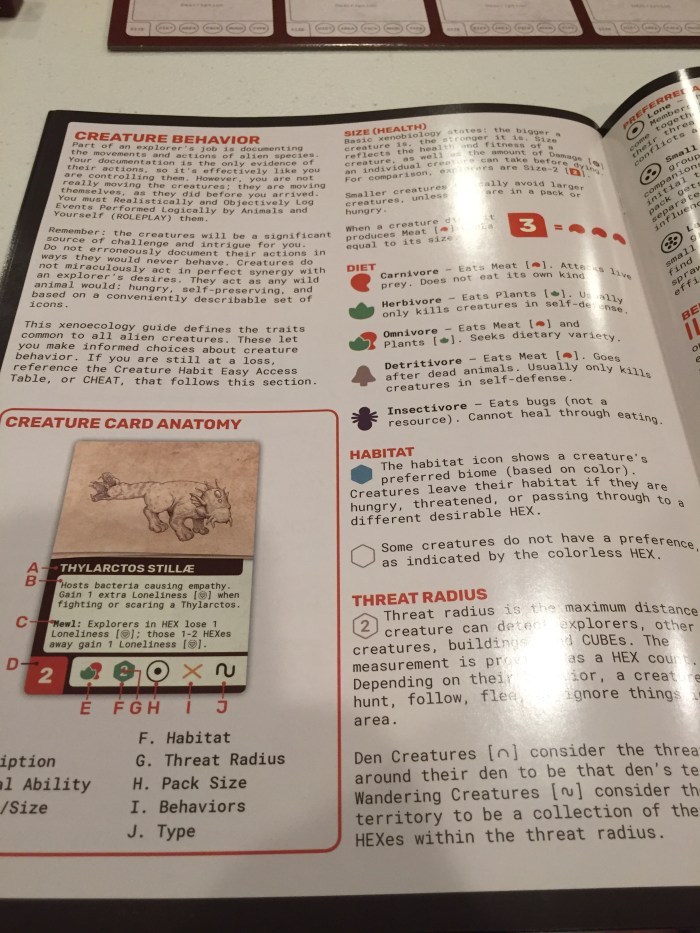 CREATURE BEHAVIOR
Part of an explorer's job is documenting
the movements and actions of alien species.
Your documentation is the only evidence of
their actions, so it's effectively like you
are controlling them. However, you are not
really moving the creatures; they are moving
themselves, as they did before you arrived.
You must Realistically and Objectively Log
Events Performed Logically by Animals and
Yourself (ROLEPLAY) them.
Remember: the creatures will be a significant
source of challenge and intrigue for you.
Do not erroneously document their actions in
ways they would never behave. Creatures do
not miraculously act in perfect synergy with
an explorer's desires. They act as any wild
animal would: hungry, self-preserving, and
based on a conveniently describable set of
icons.
This xenoecology guide defines the traits
common to all alien creatures. These let
you make informed choices about creature
behavior. If you are still at a loss,
reference the Creature Habit Easy Access
Table, or CHEAT, that follows this section.
CREATURE CARD ANATOMY
A
THYLARCTOS STILLÆ
B
Hosts bacteria causing empathy.
Gain 1 extra Loneliness [ ] when
fighting or scaring a Thylarctos.
C
Mewl: Explorers in HEX lose 1
Loneliness [ ]; those 1-2 HEXes
away gain 1 Loneliness [ ].
D
2
2
E F G H I J
iption
al Ability
/Size
F. Habitat
G. Threat Radius
H. Pack Size
I. Behaviors
J. Type
SIZE (HEALTH)
Basic xenobiology states: the bigger a
creature is, the stronger it is. Size
reflects the health and fitness of a
creature, as well as the amount of Damage [ ]
an individual creature can take before dying.
For comparison, explorers are Size-2 [ ].
Smaller creatures avoid larger
creatures, unless are in a pack or
hungry.
When a creature it
produces Meat [ ]
equal to its size
3 =
DIET
Carnivore – Eats Meat [ ]. Attacks live
prey. Does not eat its own kind
Herbivore – Eats Plants [ ]. Usually
only kills creatures in self-defense.
Omnivore – Eats Meat [ ] and
Plants [ ]. Seeks dietary variety.
Detritivore – Eats Meat [ ]. Goes
after dead animals. Usually only kills
creatures in self-defense.
Insectivore – Eats bugs (not a
resource). Cannot heal through eating.
HABITAT
The habitat icon shows a creature's
preferred biome (based on color).
Creatures leave their habitat if they are
hungry, threatened, or passing through to a
different desirable HEX.
Some creatures do not have a preference,
as indicated by the colorless HEX.
THREAT RADIUS
2
Threat radius is the maximum distance
creature can detect explorers, other
creatures, buildings and CUBEs. The
measurement is as a HEX
Depending on their a creature
hunt, follow, flee, ignore things
area.
Den Creatures [ ] consider the
around their den to be that den's
Wandering Creatures [ ] consider
territory to be a collection of the
HEXes within the threat radius.
PREFERRED
Lone –
Small